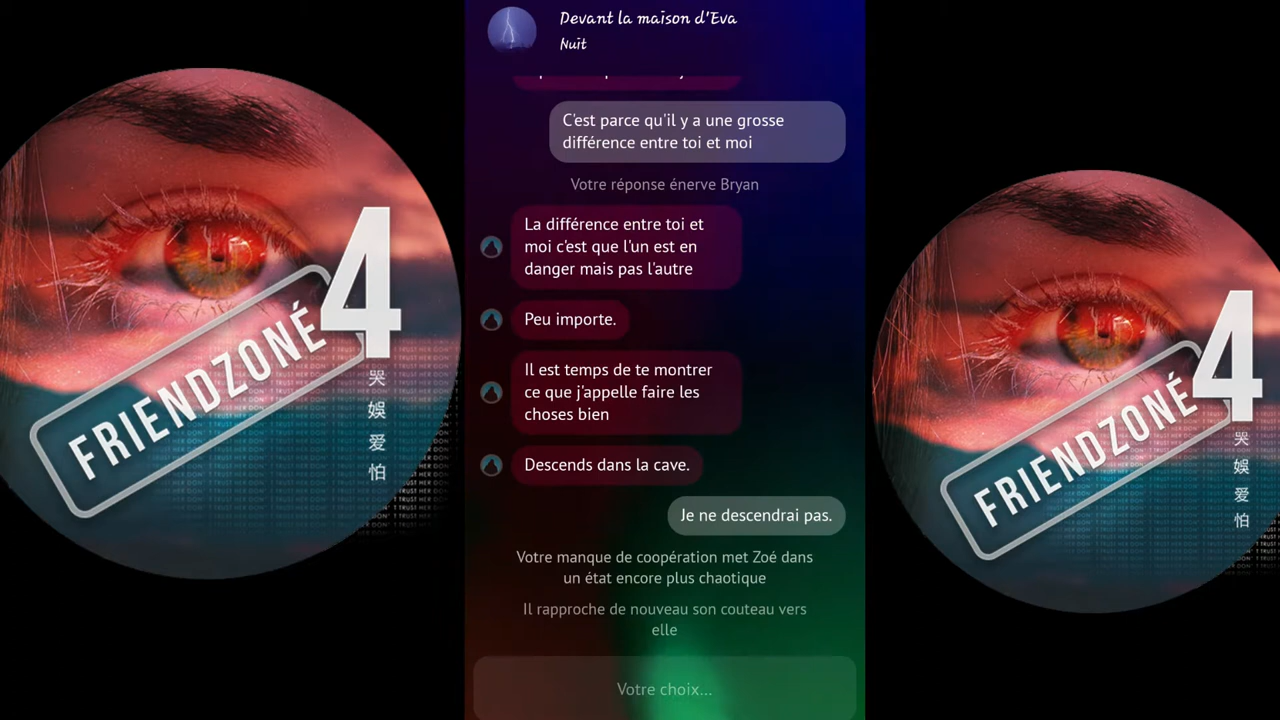 Devant la maison d'Eva
Nuit
C'est parce qu'il y a une grosse
différence entre toi et moi
Votre réponse énerve Bryan
La différence entre toi et
moi c'est que l'un est en
danger mais pas l'autre
Peu importe.
Il est temps de te montrer
ce que j'appelle faire les
choses bien
Descends dans la cave.
Je ne descendrai pas.
Votre manque de coopération met Zoé dans
un état encore plus chaotique
Il rapproche de nouveau son couteau vers
elle
Votre choix...
FRIENDZONÉ
4
哭
娛
爱
怕
FRIENDZONÉ
4
哭
娛
爱
怕